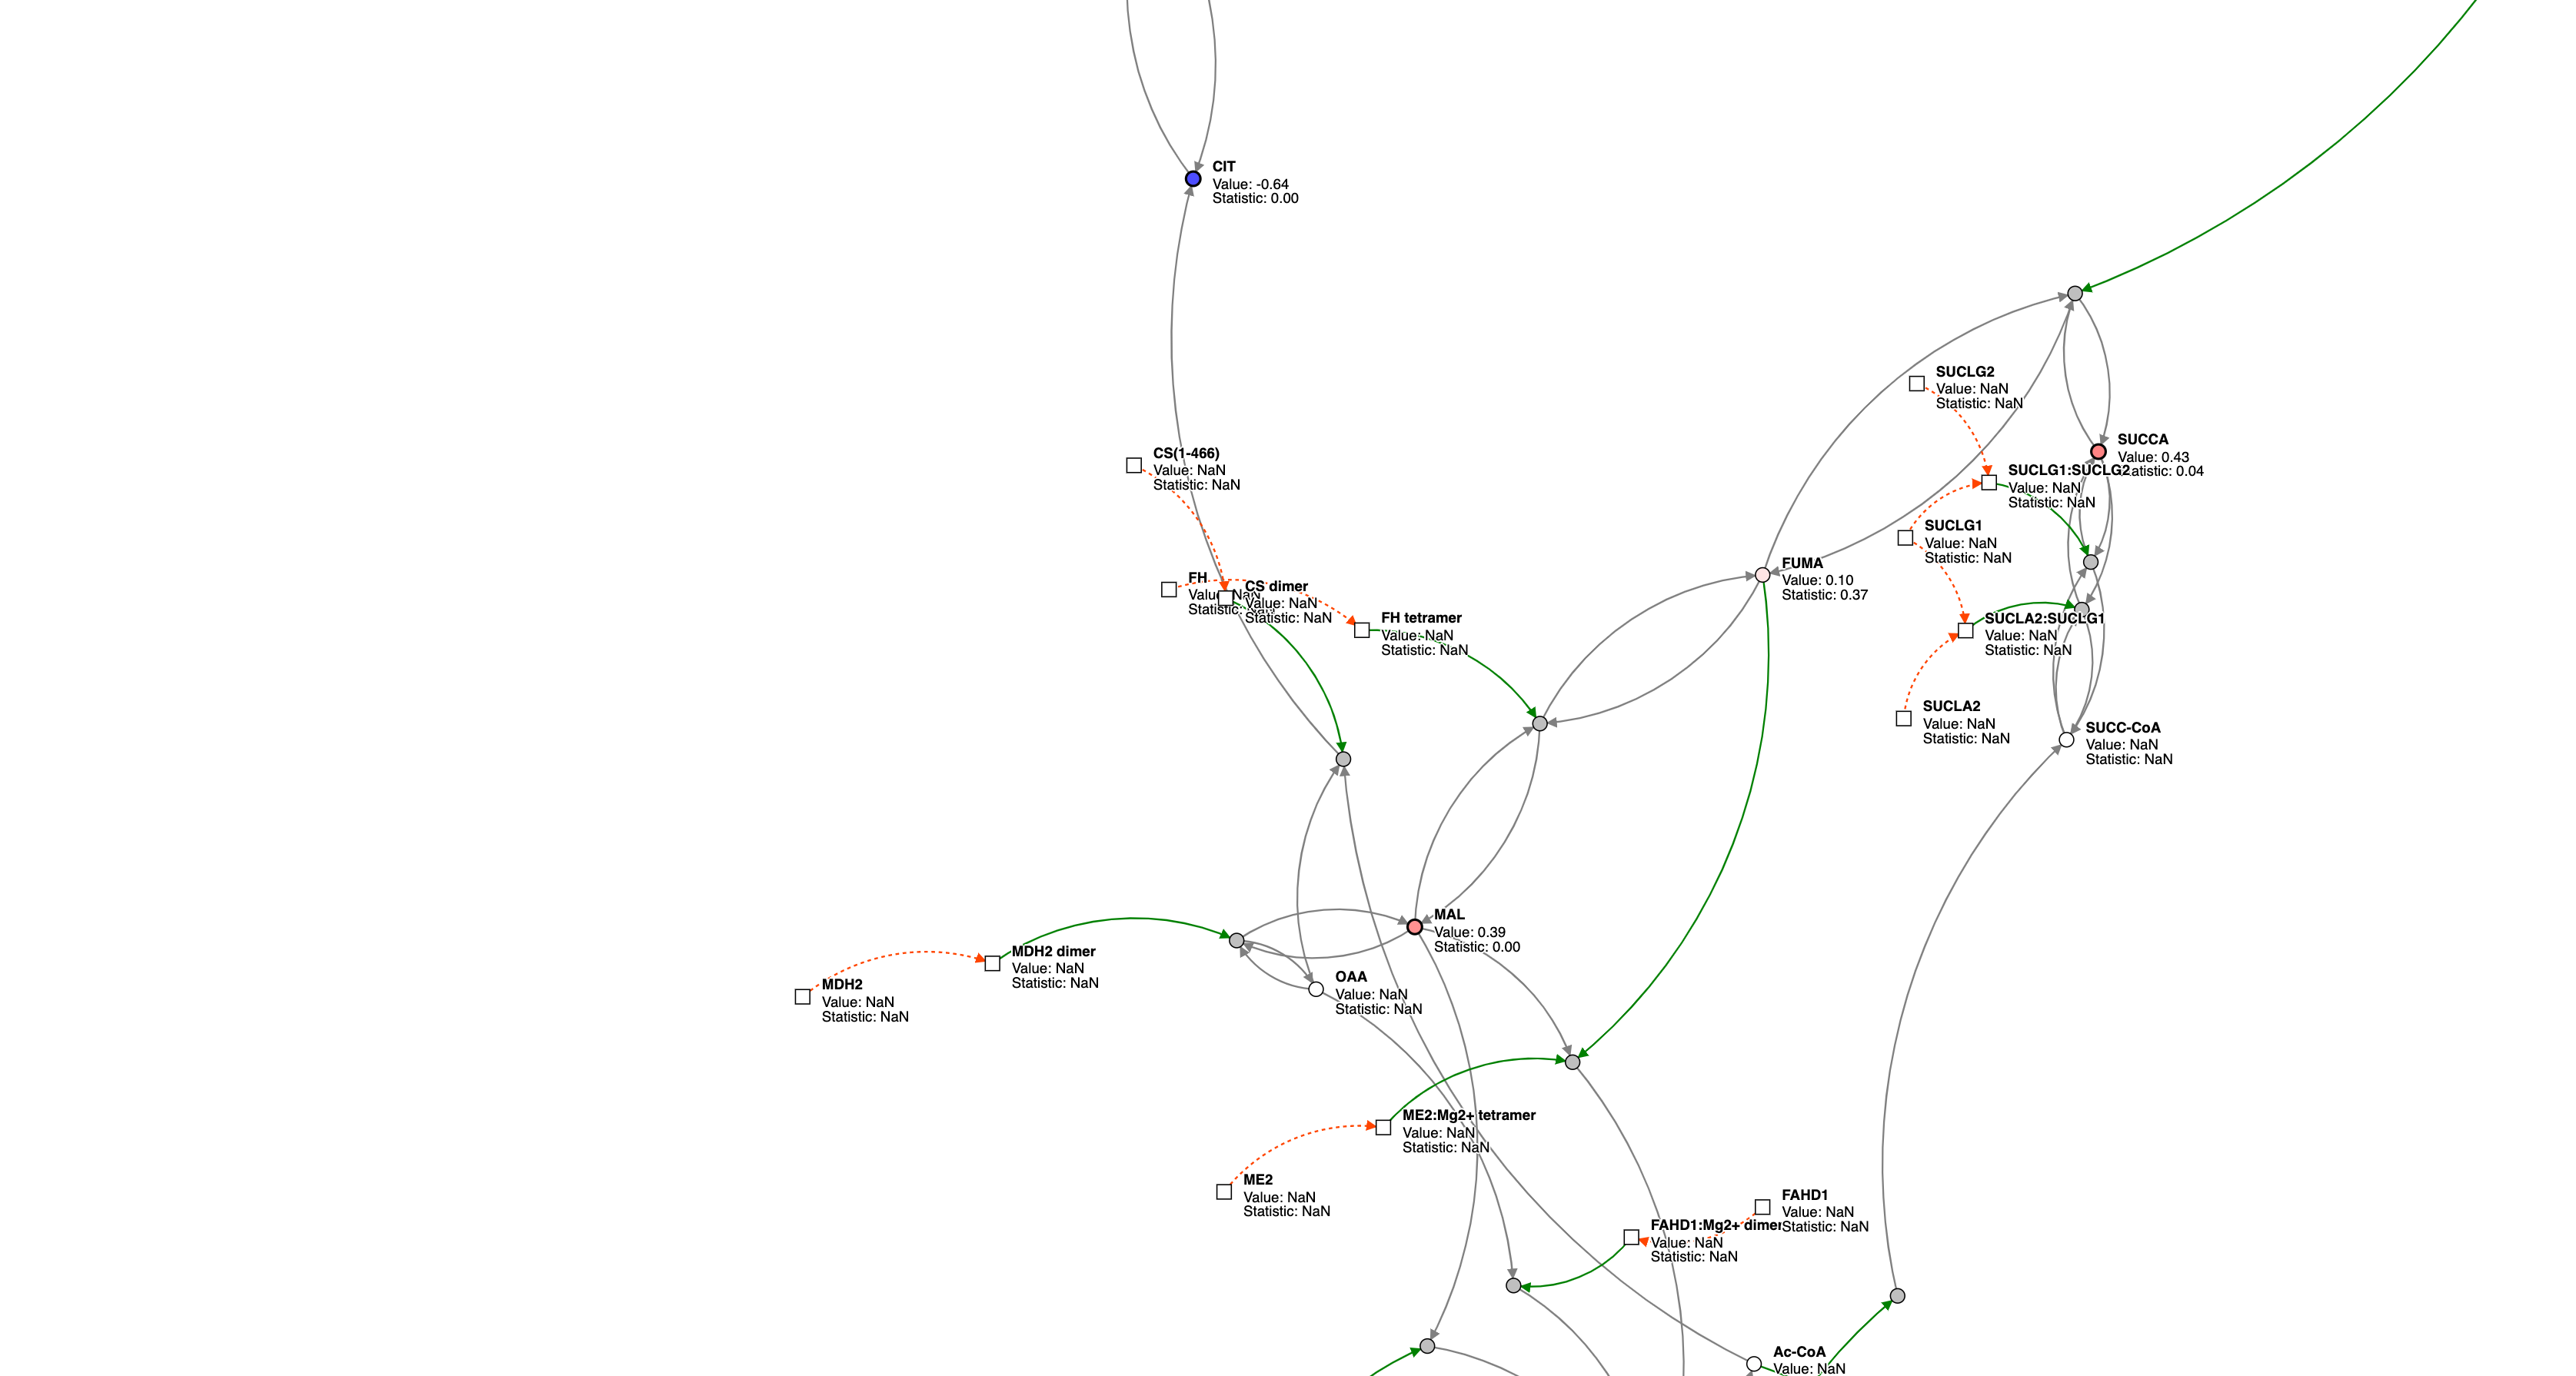 CIT
Value: -0.64
Statistic: 0.00
SUCLG2
Value: NaN
Statistic: NaN
SUCCA
Value: 0.43
atistic: 0.04
CS(1-466)
Value: NaN
Statistic: NaN
SUCLG1:SUCLG2
Value: NaN
Statistic: NaN
SUCLG1
Value: NaN
Statistic: NaN
FUMA
Value: 0.10
Statistic: 0.37
FH
Value: NaN
Statistic:
CS dimer
Value: NaN
Statistic: NaN
FH tetramer
Value: NaN
Statistic: NaN
SUCLA2:SUCLG1
Value: NaN
Statistic: NaN
SUCLA2
Value: NaN
Statistic: NaN
SUCC-CoA
Value: NaN
Statistic: NaN
MAL
Value: 0.39
Statistic: 0.00
MDH2 dimer
Value: NaN
Statistic: NaN
MDH2
Value: NaN
Statistic: NaN
OAA
Value: NaN
Statistic: NaN
ME2:Mg2+ tetramer
Value: NaN
Statistic: NaN
ME2
Value: NaN
Statistic: NaN
FAHD1
Value: NaN
Statistic: NaN
FAHD1:Mg2+ dimer
Value: NaN
Statistic: NaN
Ac-CoA
Value: NaN